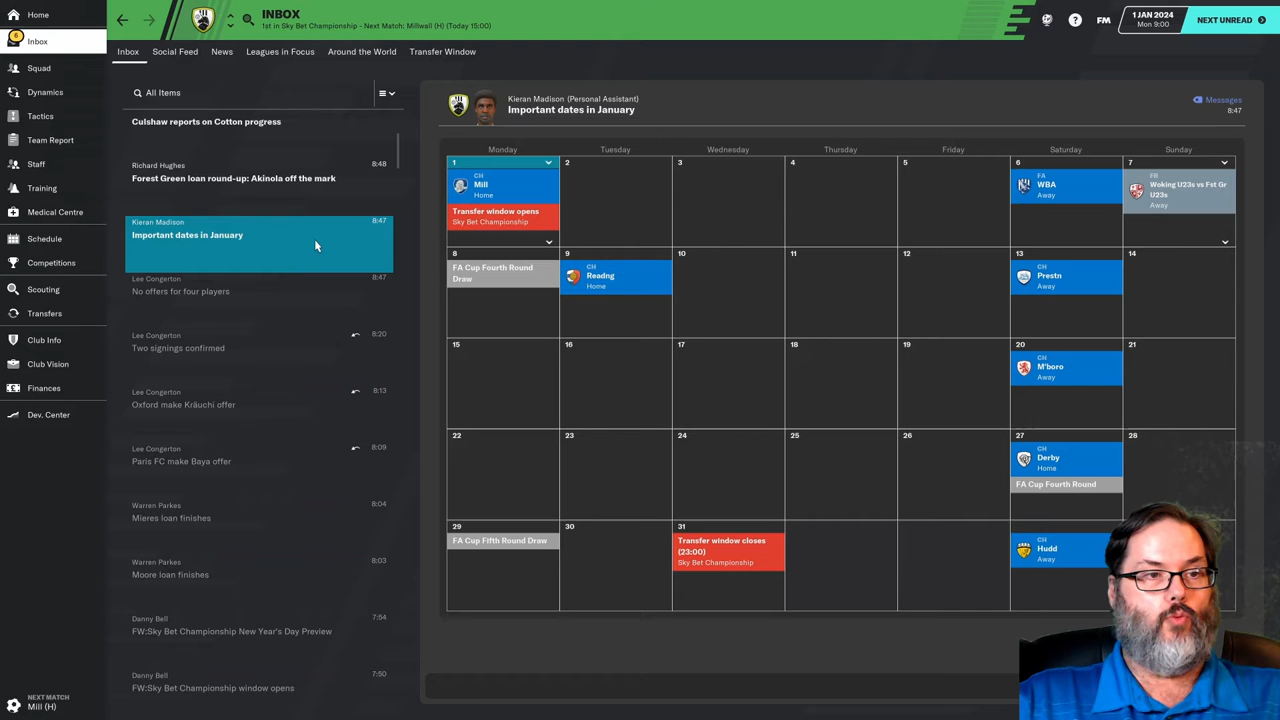 Home
Inbox
6
Squad
Dynamics
Tactics
Team Report
Staff
Training
Medical Centre
Schedule
Competitions
Scouting
Transfers
Club Info
Club Vision
Finances
Dev. Center
NEXT MATCH
Mill (H)
INBOX
1st in Sky Bet Championship - Next Match: Millwall (H) (Today 15:00)
?
FM
1 JAN 2024
Mon 9:00
NEXT UNREAD
Inbox
Social Feed
News
Leagues in Focus
Around the World
Transfer Window
All Items
Culshaw reports on Cotton progress
Richard Hughes 8:48
Forest Green loan round-up: Akinola off the mark
Kieran Madison 8:47
Important dates in January
Lee Congerton 8:47
No offers for four players
Lee Congerton 8:20
Two signings confirmed
Lee Congerton 8:13
Oxford make Kräuchi offer
Lee Congerton 8:09
Paris FC make Baya offer
Warren Parkes 8:04
Mieres loan finishes
Warren Parkes 8:03
Moore loan finishes
Danny Bell 7:54
FW:Sky Bet Championship New Year's Day Preview
Danny Bell 7:50
FW:Sky Bet Championship window opens
Kieran Madison (Personal Assistant)
Important dates in January
Messages
8:47
Monday Tuesday Wednesday Thursday Friday Saturday Sunday
1 2 3 4 5 6 7
CH
Mill
Home
Transfer window opens
Sky Bet Championship
FA
WBA
Away
FR
Woking U23s vs Fst Gr
U23s
Away
8 9 10 11 12 13 14
FA Cup Fourth Round
Draw
CH
Readng
Home
CH
Prestn
Away
15 16 17 18 19 20 21
CH
M'boro
Away
22 23 24 25 26 27 28
CH
Derby
Home
FA Cup Fourth Round
29 30 31
FA Cup Fifth Round Draw
Transfer window closes
(23:00)
Sky Bet Championship
CH
Hudd
Away